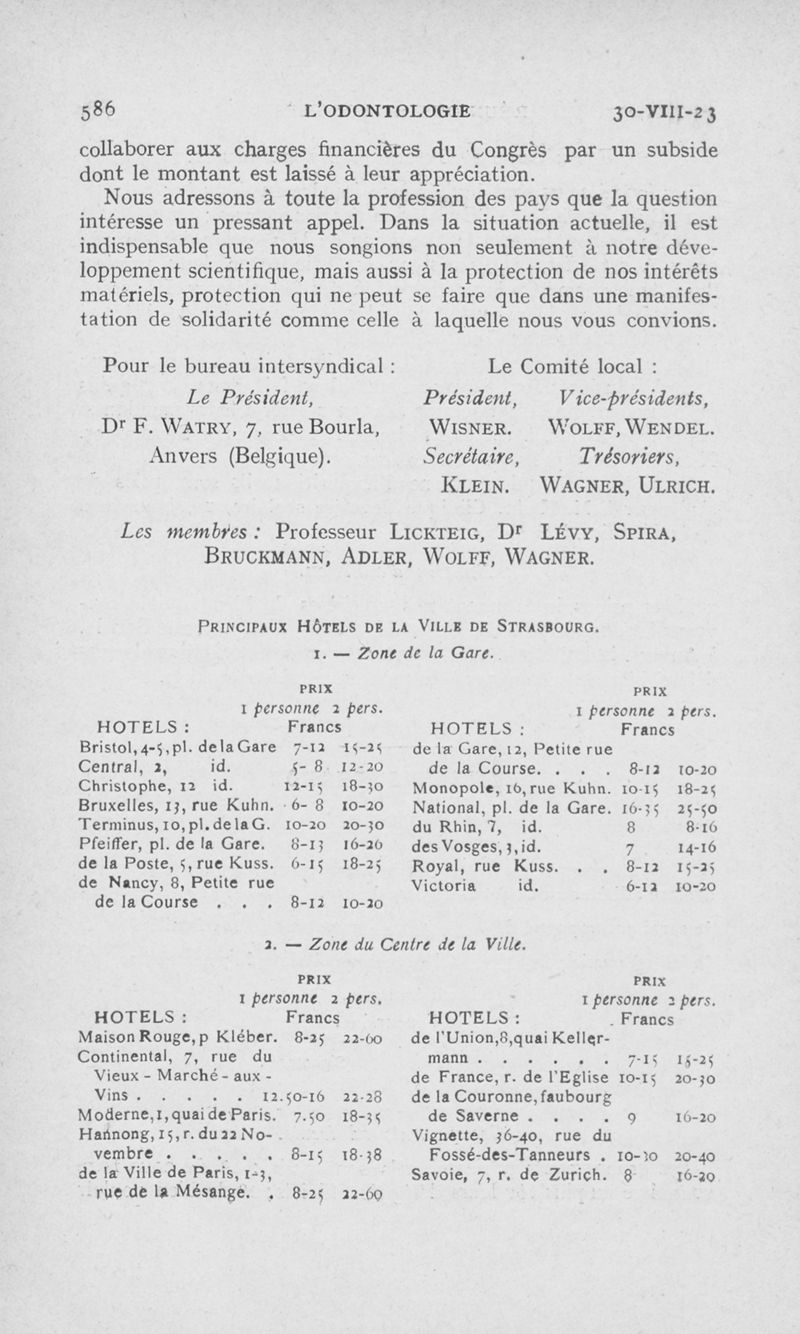 586 L'ODONTOLOGIE 30-VIII-23
collaborer aux charges financières du Congrès par un subside
dont le montant est laissé à leur appréciation.
Nous adressons à toute la profession des pays que la question
intéresse un pressant appel. Dans la situation actuelle, il est
indispensable que nous songions non seulement à notre déve-
loppement scientifique, mais aussi à la protection de nos intérêts
matériels, protection qui ne peut se faire que dans une manifes-
tation de solidarité comme celle à laquelle nous vous convions.
Pour le bureau intersyndical :
Le Président,
Dr F. WATRY, 7, rue Bourla,
Anvers (Belgique).
Le Comité local :
Président, Vice-présidents,
WISNER. WOLFF, WENDEL.
Secrétaire, Trésoriers,
KLEIN. WAGNER, ULRICH.
Les membres : Professeur LICKTEIG, Dr LÉVY, SPIRA,
BRUCKMANN, ADLER, WOLFF, WAGNER.
PRINCIPAUX HÔTELS DE LA VILLE DE STRASBOURG.
1. — Zone de la Gare.
PRIX
1 personne 2 pers.
HOTELS : Francs
Bristol, 4-5, pl. de la Gare 7-12 15-25
Central, 2, id. 5- 8 12-20
Christophe, 12 id. 12-15 18-30
Bruxelles, 13, rue Kuhn. 6- 8 10-20
Terminus, 10, pl. de la G. 10-20 20-30
Pfeiffer, pl. de la Gare. 8-13 16-26
de la Poste, 5, rue Kuss. 6-15 18-25
de Nancy, 8, Petite rue
de la Course . . . 8-12 10-20
PRIX
1 personne 2 pers.
HOTELS : Francs
de la Gare, 12, Petite rue
de la Course. . . . 8-12 10-20
Monopole, 16, rue Kuhn. 10-15 18-25
National, pl. de la Gare. 16-35 25-50
du Rhin, 7, id. 8 8-16
des Vosges, 3, id. 7 14-16
Royal, rue Kuss. . . 8-12 15-25
Victoria id. 6-12 10-20
2. — Zone du Centre de la Ville.
PRIX
1 personne 2 pers.
HOTELS : Francs
Maison Rouge, p Kléber. 8-25 22-60
Continental, 7, rue du
Vieux - Marché - aux -
Vins . . . . . 12.50-16 22-28
Moderne, 1, quai de Paris. 7.50 18-35
Hannong, 15, r. du 22 No-
vembre . . . . . . 8-15 18-38
de la Ville de Paris, 1-3,
rue de la Mésange. . 8-25 22-60
PRIX
1 personne 2 pers.
HOTELS : Francs
de l'Union, 8, quai Keller-
mann . . . . . . 7-15 15-25
de France, r. de l'Eglise 10-15 20-30
de la Couronne, faubourg
de Saverne . . . . 9 16-20
Vignette, 36-40, rue du
Fossé-des-Tanneurs . 10-30 20-40
Savoie, 7, r. de Zurich. 8 16-20